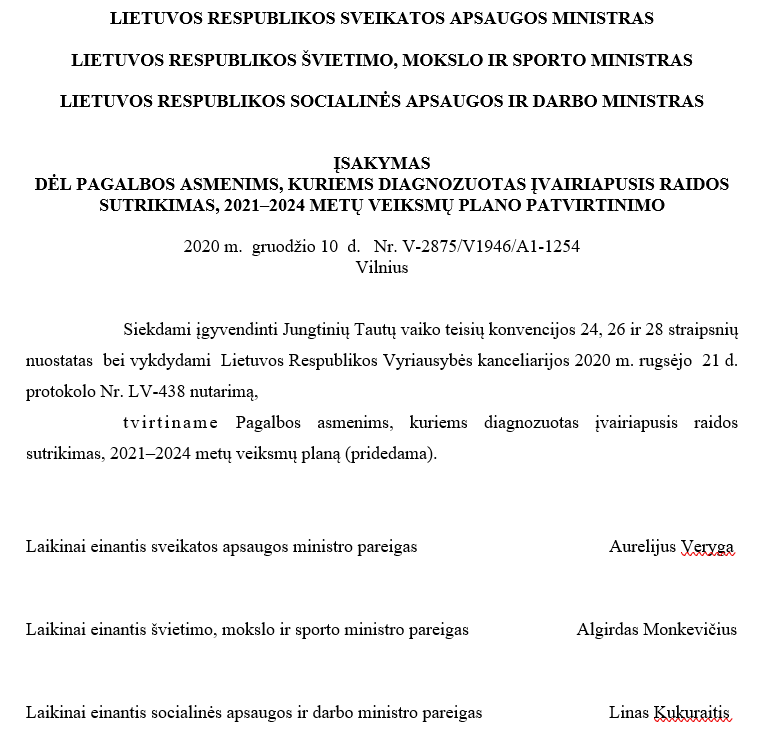 LIETUVOS RESPUBLIKOS SVEIKATOS APSAUGOS MINISTRAS
LIETUVOS RESPUBLIKOS ŠVIETIMO, MOKSLO IR SPORTO MINISTRAS
LIETUVOS RESPUBLIKOS SOCIALINĖS APSAUGOS IR DARBO MINISTRAS
ĮSAKYMAS
DĖL PAGALBOS ASMENIMS, KURIEMS DIAGNOZUOTAS ĮVAIRIAPUSIS RAIDOS
SUTRIKIMAS, 2021–2024 METŲ VEIKSMŲ PLANO PATVIRTINIMO
2020 m. gruodžio 10 d. Nr. V-2875/V1946/A1-1254
Vilnius
Siekdami įgyvendinti Jungtinių Tautų vaiko teisių konvencijos 24, 26 ir 28 straipsnių
nuostatas bei vykdydami Lietuvos Respublikos Vyriausybės kanceliarijos 2020 m. rugsėjo 21 d.
protokolo Nr. LV-438 nutarimą,
tvirtiname Pagalbos asmenims, kuriems diagnozuotas įvairiapusis raidos
sutrikimas, 2021–2024 metų veiksmų planą (pridedama).
Laikinai einantis sveikatos apsaugos ministro pareigas Aurelijus Veryga
Laikinai einantis švietimo, mokslo ir sporto ministro pareigas Algirdas Monkevičius
Laikinai einantis socialinės apsaugos ir darbo ministro pareigas Linas Kukuraitis